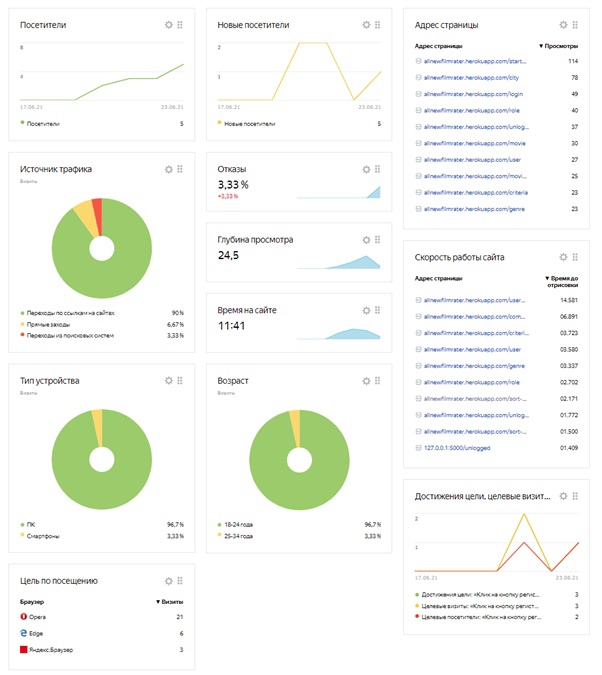 Посетители
8
4
17.06.21 23.06.21
Посетители 5
Новые посетители
2
1
17.06.21 23.06.21
Новые посетители 5
Адрес страницы
Адрес страницы ▼ Просмотры
allnewfilmrater.herokuapp.com/start... 114
allnewfilmrater.herokuapp.com/city 78
allnewfilmrater.herokuapp.com/login 49
allnewfilmrater.herokuapp.com/role 40
allnewfilmrater.herokuapp.com/unlog... 37
allnewfilmrater.herokuapp.com/movie 30
allnewfilmrater.herokuapp.com/user 27
allnewfilmrater.herokuapp.com/movi... 25
allnewfilmrater.herokuapp.com/criteria 23
allnewfilmrater.herokuapp.com/genre 23
Источник трафика
Визиты
Переходы по ссылкам на сайтах 90%
Прямые заходы 6,67%
Переходы из поисковых систем 3,33%
Отказы
3,33 %
+3,33 %
Глубина просмотра
24,5
Время на сайте
11:41
Скорость работы сайта
Адрес страницы ▼ Время до
отрисовки
allnewfilmrater.herokuapp.com/user... 14.581
allnewfilmrater.herokuapp.com/com... 06.891
allnewfilmrater.herokuapp.com/criteri... 03.723
allnewfilmrater.herokuapp.com/user 03.580
allnewfilmrater.herokuapp.com/genre 03.337
allnewfilmrater.herokuapp.com/role 02.702
allnewfilmrater.herokuapp.com/sort-... 02.171
allnewfilmrater.herokuapp.com/unlog... 01.772
allnewfilmrater.herokuapp.com/sort-... 01.500
127.0.0.1:5000/unlogged 01.409
Тип устройства
Визиты
ПК 96,7%
Смартфоны 3,33%
Возраст
Визиты
18-24 года 96,7%
25-34 года 3,33%
Достижения цели, целевые визит...
2
1
17.06.21 23.06.21
Достижения цели: «Клик на кнопку регис... 3
Целевые визиты: «Клик на кнопку регист... 3
Целевые посетители: «Клик на кнопку рег... 2
Цель по посещению
Браузер ▼ Визиты
Opera 21
Edge 6
Яндекс.Браузер 3